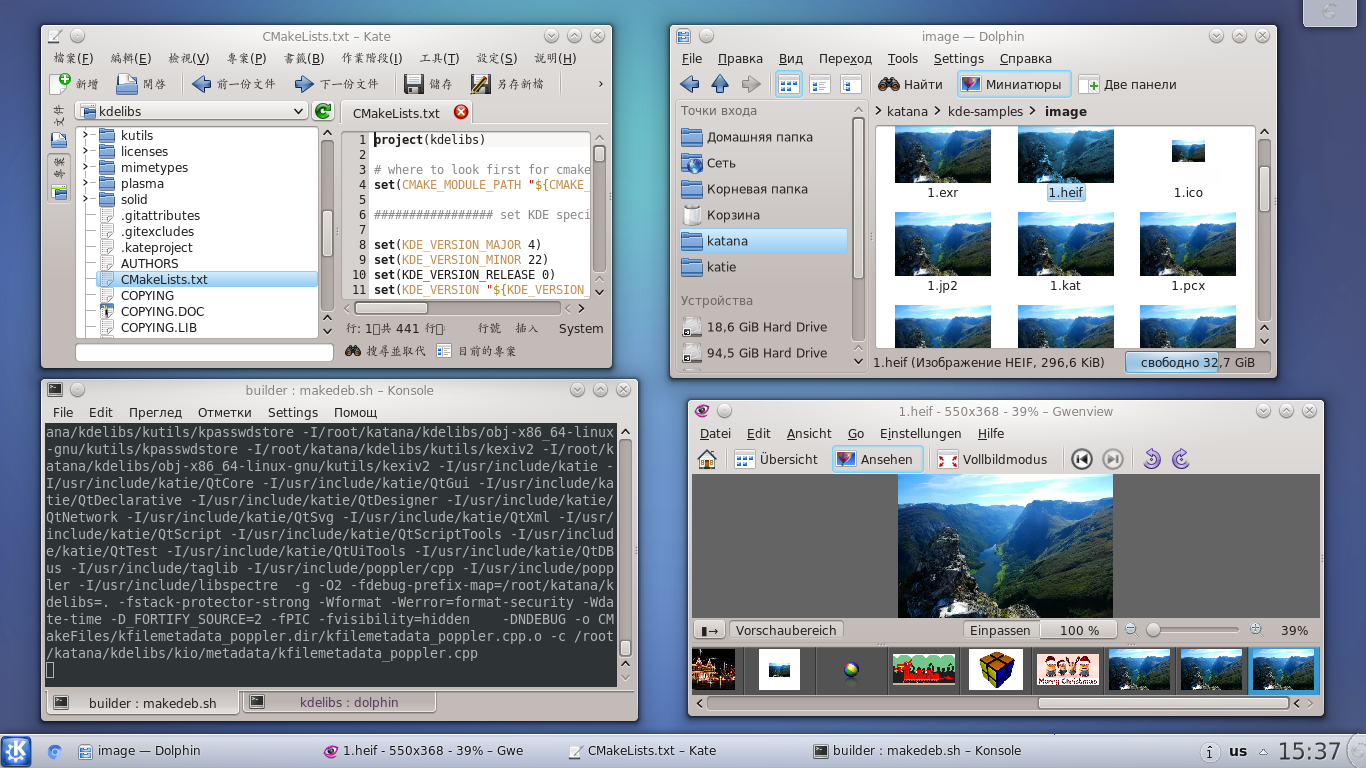 CMakeLists.txt – Kate
檔案(F) 編輯(E) 檢視(V) 專案(P) 書籤(B) 作業階段(I) 工具(T) 設定(S) 說明(H)
新增 開啓 前一份文件 下一份文件 儲存 另存新檔
kdelibs
kutils
licenses
mimetypes
plasma
solid
.gitattributes
.gitexcludes
.kateproject
AUTHORS
CMakeLists.txt
COPYING
COPYING.DOC
COPYING.LIB
CMakeLists.txt
1 project(kdelibs)
2
3 # where to look first for cmake
4 set(CMAKE_MODULE_PATH "${CMAKE_
5
6 ################# set KDE speci
7
8 set(KDE_VERSION_MAJOR 4)
9 set(KDE_VERSION_MINOR 22)
10 set(KDE_VERSION_RELEASE 0)
11 set(KDE_VERSION "${KDE_VERSION_
行: 1 共 441 行 行號 插入 System
搜尋並取代 目前的專案
image — Dolphin
File Правка Вид Переход Tools Settings Справка
Найти Миниатюры Две панели
Точки входа
Домашняя папка
Сеть
Корневая папка
Корзина
katana
katie
Устройства
18,6 GiB Hard Drive
94,5 GiB Hard Drive
katana kde-samples image
1.exr 1.heif 1.ico
1.jp2 1.kat 1.pcx
1.heif (Изображение HEIF, 296,6 KiB) свободно 32,7 GiB
builder : makedeb.sh – Konsole
File Edit Преглед Отметки Settings Помощ
ana/kdelibs/kutils/kpasswdstore -I/root/katana/kdelibs/obj-x86_64-linux
-gnu/kutils/kpasswdstore -I/root/katana/kdelibs/kutils/kexiv2 -I/root/k
atana/kdelibs/obj-x86_64-linux-gnu/kutils/kexiv2 -I/usr/include/katie -
I/usr/include/katie/QtCore -I/usr/include/katie/QtGui -I/usr/include/ka
tie/QtDeclarative -I/usr/include/katie/QtDesigner -I/usr/include/katie/
QtNetwork -I/usr/include/katie/QtSvg -I/usr/include/katie/QtXml -I/usr/
include/katie/QtScript -I/usr/include/katie/QtScriptTools -I/usr/includ
e/katie/QtTest -I/usr/include/katie/QtUiTools -I/usr/include/katie/QtDB
us -I/usr/include/taglib -I/usr/include/poppler/cpp -I/usr/include/popp
ler -I/usr/include/libspectre  -g -O2 -fdebug-prefix-map=/root/katana/k
delibs=. -fstack-protector-strong -Wformat -Werror=format-security -Wda
te-time -D_FORTIFY_SOURCE=2 -fPIC -fvisibility=hidden    -DNDEBUG -o CM
akeFiles/kfilemetadata_poppler.dir/kfilemetadata_poppler.cpp.o -c /root
/katana/kdelibs/kio/metadata/kfilemetadata_poppler.cpp
builder : makedeb.sh kdelibs : dolphin
1.heif - 550x368 - 39% – Gwenview
Datei Edit Ansicht Go Einstellungen Hilfe
Übersicht Ansehen Vollbildmodus
Vorschaubereich Einpassen 100 % 39%
Merry Christmas
image — Dolphin 1.heif - 550x368 - 39% – Gwe CMakeLists.txt – Kate builder : makedeb.sh – Konsole us 15:37